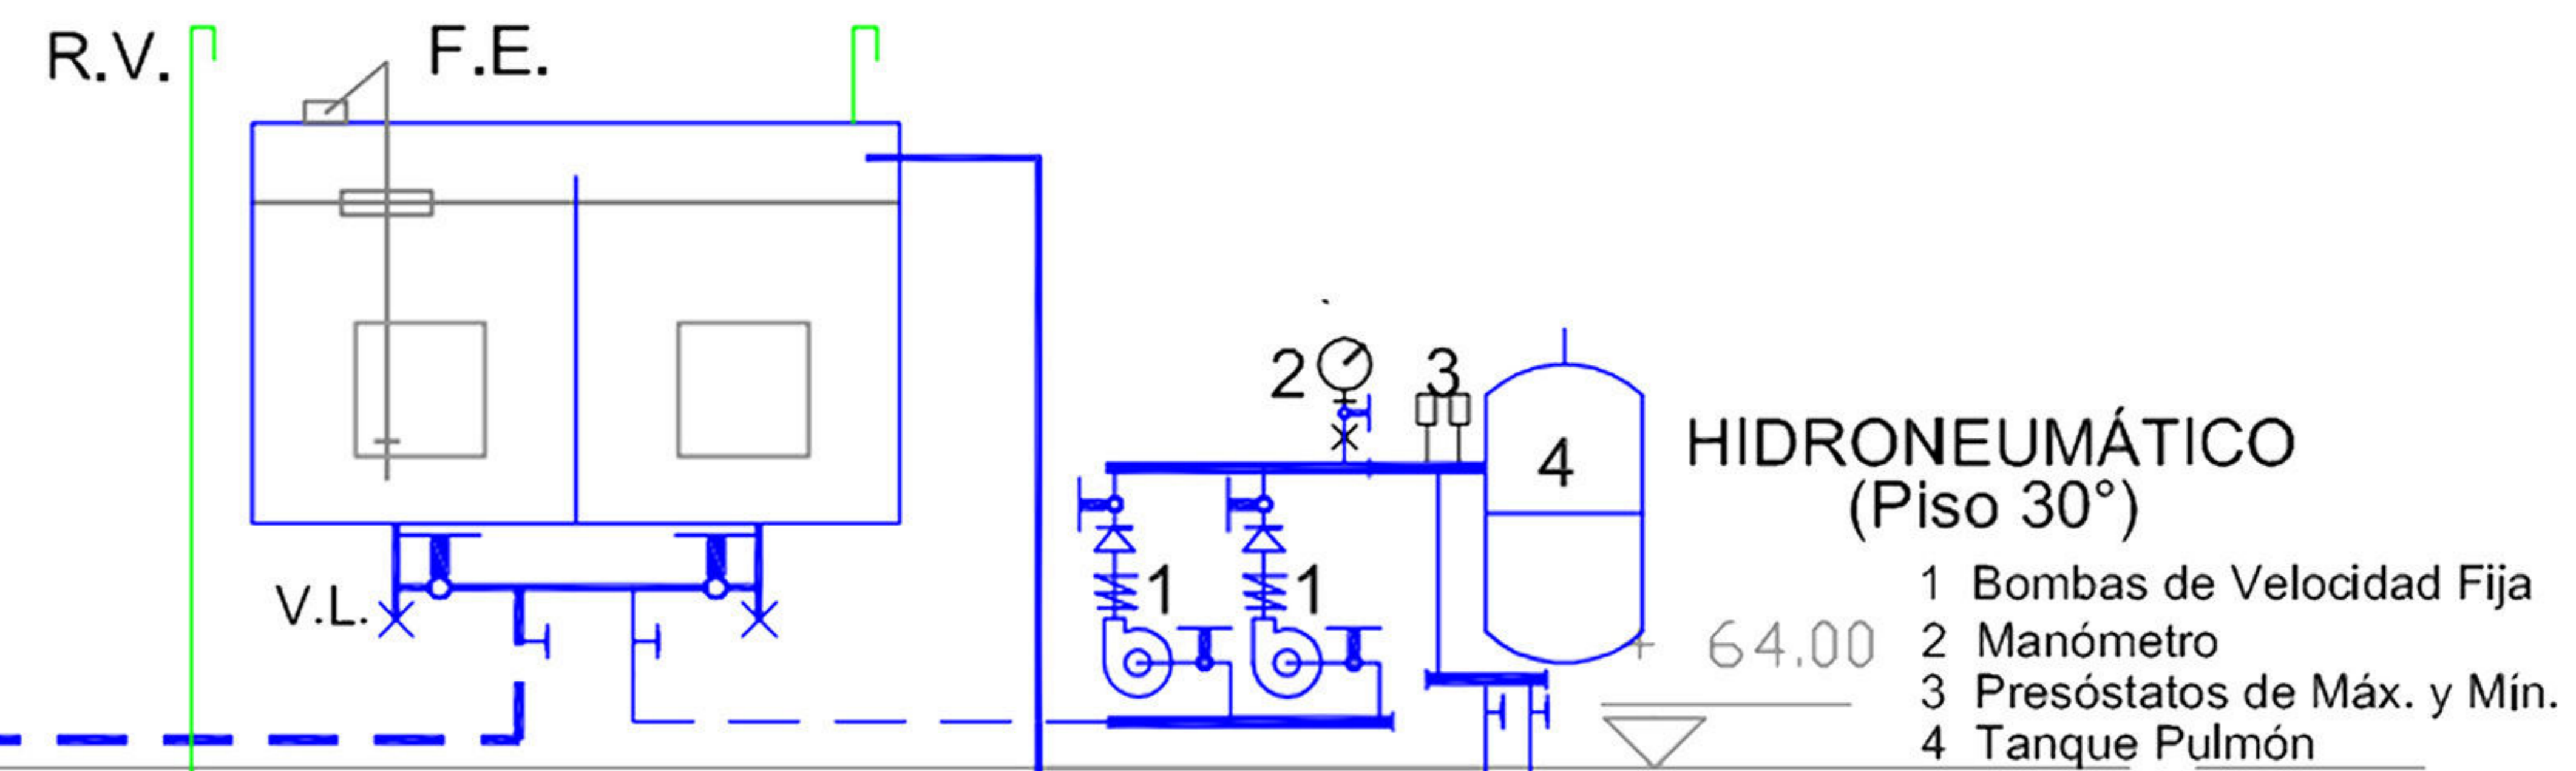 R.V.
F.E.
2
3
4
HIDRONEUMÁTICO
(Piso 30°)
V.L.
1
1
64.00
1 Bombas de Velocidad Fija
2 Manómetro
3 Presóstatos de Máx. y Mín.
4 Tanque Pulmón